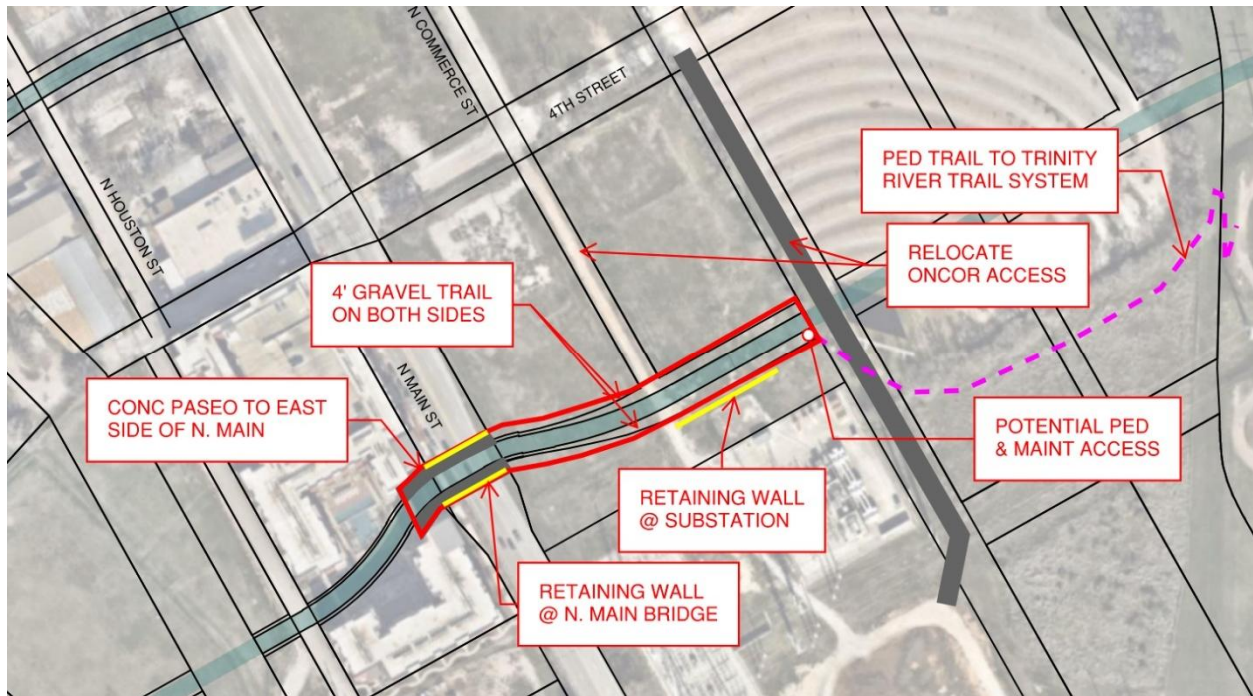 N COMMERCE ST
4TH STREET
N HOUSTON ST
PED TRAIL TO TRINITY
RIVER TRAIL SYSTEM
RELOCATE
ONCOR ACCESS
4' GRAVEL TRAIL
ON BOTH SIDES
N MAIN ST
CONC PASEO TO EAST
SIDE OF N. MAIN
POTENTIAL PED
& MAINT ACCESS
RETAINING WALL
@ SUBSTATION
RETAINING WALL
@ N. MAIN BRIDGE